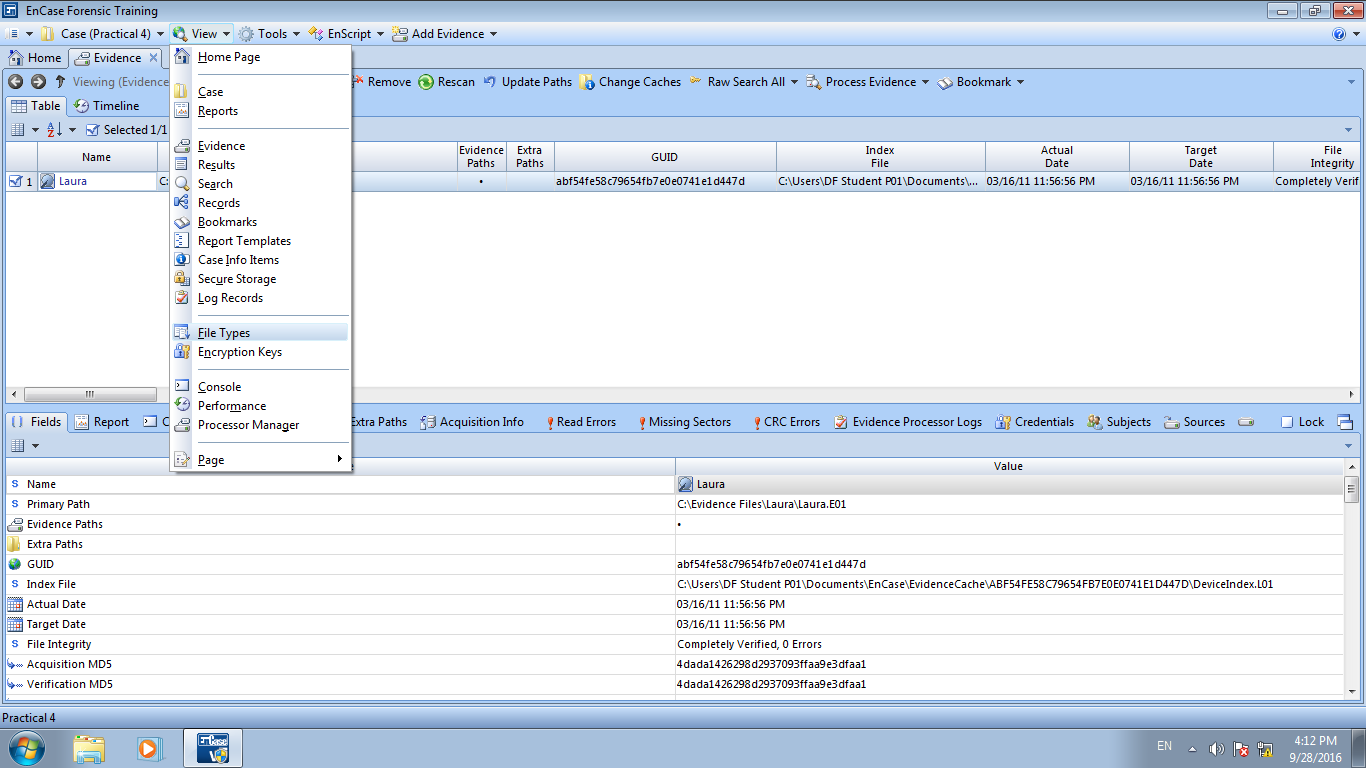 EnCase Forensic Training
Case (Practical 4) View Tools EnScript Add Evidence
Home Evidence
Viewing (Evidence Remove Rescan Update Paths Change Caches Raw Search All Process Evidence Bookmark
Table Timeline
Selected 1/1
Name Evidence Paths Extra Paths GUID Index File Actual Date Target Date File Integrity
1 Laura C: • abf54fe58c79654fb7e0e0741e1d447d C:\Users\DF Student P01\Documents\... 03/16/11 11:56:56 PM 03/16/11 11:56:56 PM Completely Verif
Home Page
Case
Reports
Evidence
Results
Search
Records
Bookmarks
Report Templates
Case Info Items
Secure Storage
Log Records
File Types
Encryption Keys
Console
Performance
Processor Manager
Page
Fields Report C Extra Paths Acquisition Info Read Errors Missing Sectors CRC Errors Evidence Processor Logs Credentials Subjects Sources Lock
Value
Name Laura
Primary Path C:\Evidence Files\Laura\Laura.E01
Evidence Paths •
Extra Paths
GUID abf54fe58c79654fb7e0e0741e1d447d
Index File C:\Users\DF Student P01\Documents\EnCase\EvidenceCache\ABF54FE58C79654FB7E0E0741E1D447D\DeviceIndex.L01
Actual Date 03/16/11 11:56:56 PM
Target Date 03/16/11 11:56:56 PM
File Integrity Completely Verified, 0 Errors
Acquisition MD5 4dada1426298d2937093ffaa9e3dfaa1
Verification MD5 4dada1426298d2937093ffaa9e3dfaa1
Practical 4
EN 4:12 PM
9/28/2016